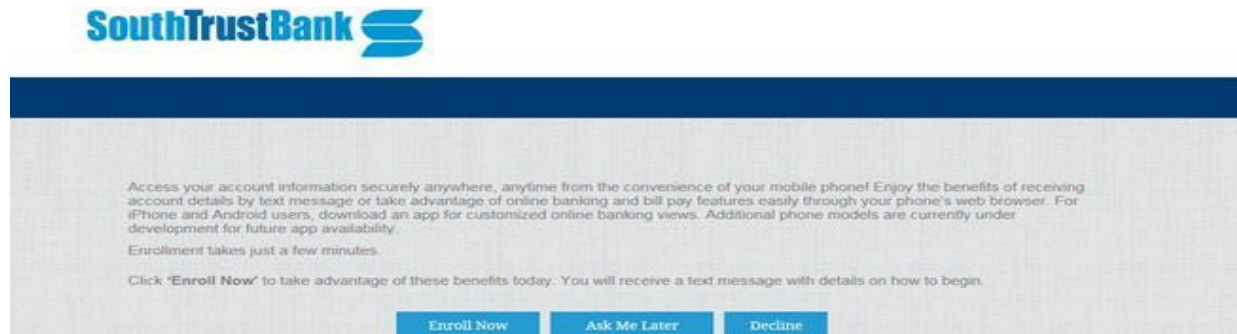 SouthTrustBank
Access your account information securely anywhere, anytime from the convenience of your mobile phone! Enjoy the benefits of receiving
account details by text message or take advantage of online banking and bill pay features easily through your phone's web browser. For
iPhone and Android users, download an app for customized online banking views. Additional phone models are currently under
development for future app availability.
Enrollment takes just a few minutes.
Click 'Enroll Now' to take advantage of these benefits today. You will receive a text message with details on how to begin.
Enroll Now Ask Me Later Decline